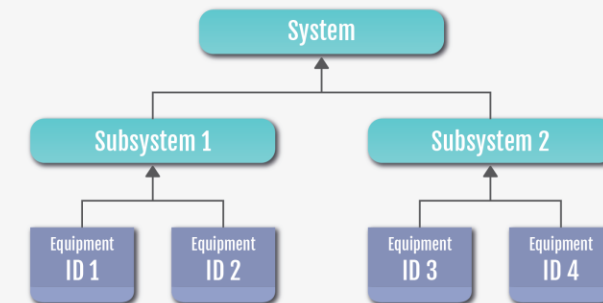 System
Subsystem 1
Subsystem 2
Equipment
ID 1
Equipment
ID 2
Equipment
ID 3
Equipment
ID 4